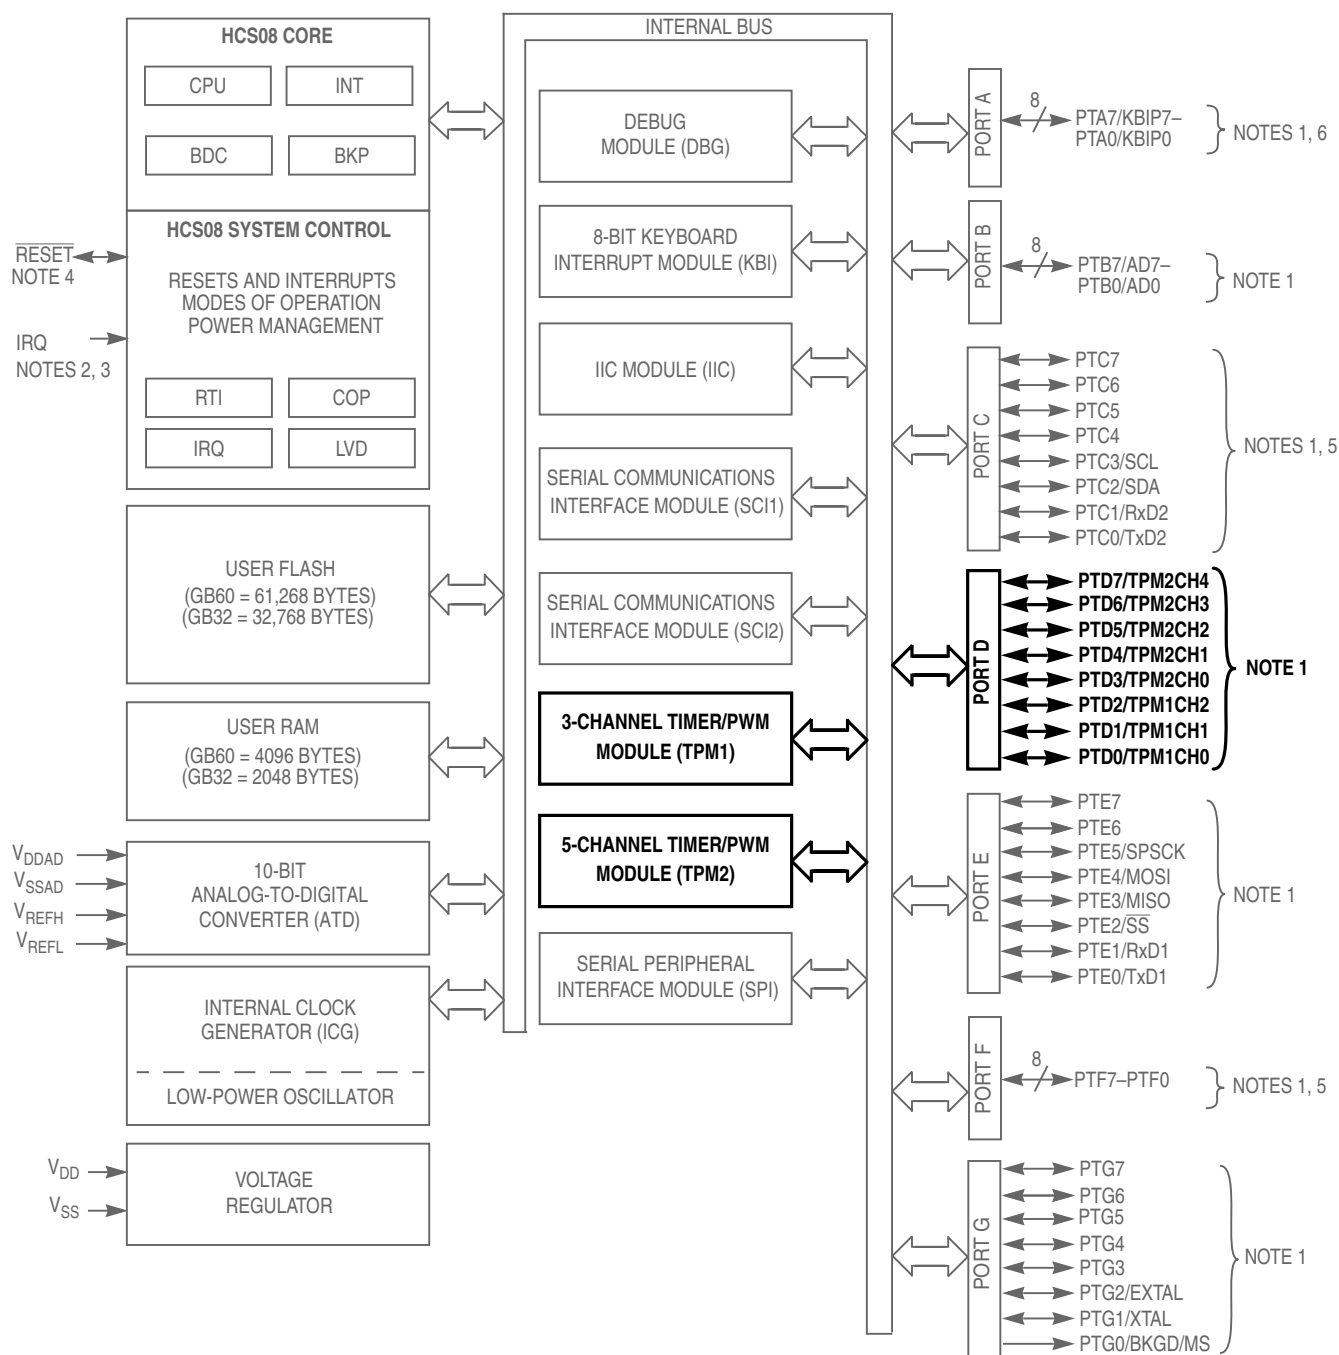 HCS08 CORE
CPU
INT
BDC
BKP
HCS08 SYSTEM CONTROL
RESETS AND INTERRUPTS
MODES OF OPERATION
POWER MANAGEMENT
RTI
COP
IRQ
LVD
RESET
NOTE 4
IRQ
NOTES 2, 3
USER FLASH
(GB60 = 61,268 BYTES)
(GB32 = 32,768 BYTES)
USER RAM
(GB60 = 4096 BYTES)
(GB32 = 2048 BYTES)
VDDAD
VSSAD
VREFH
VREFL
10-BIT
ANALOG-TO-DIGITAL
CONVERTER (ATD)
INTERNAL CLOCK
GENERATOR (ICG)
LOW-POWER OSCILLATOR
VDD
VSS
VOLTAGE
REGULATOR
INTERNAL BUS
DEBUG
MODULE (DBG)
8-BIT KEYBOARD
INTERRUPT MODULE (KBI)
IIC MODULE (IIC)
SERIAL COMMUNICATIONS
INTERFACE MODULE (SCI1)
SERIAL COMMUNICATIONS
INTERFACE MODULE (SCI2)
3-CHANNEL TIMER/PWM
MODULE (TPM1)
5-CHANNEL TIMER/PWM
MODULE (TPM2)
SERIAL PERIPHERAL
INTERFACE MODULE (SPI)
PORT A
8
PTA7/KBIP7–
PTA0/KBIP0
NOTES 1, 6
PORT B
8
PTB7/AD7–
PTB0/AD0
NOTE 1
PORT C
PTC7
PTC6
PTC5
PTC4
PTC3/SCL
PTC2/SDA
PTC1/RxD2
PTC0/TxD2
NOTES 1, 5
PORT D
PTD7/TPM2CH4
PTD6/TPM2CH3
PTD5/TPM2CH2
PTD4/TPM2CH1
PTD3/TPM2CH0
PTD2/TPM1CH2
PTD1/TPM1CH1
PTD0/TPM1CH0
NOTE 1
PORT E
PTE7
PTE6
PTE5/SPSCK
PTE4/MOSI
PTE3/MISO
PTE2/SS
PTE1/RxD1
PTE0/TxD1
NOTE 1
PORT F
8
PTF7–PTF0
NOTES 1, 5
PORT G
PTG7
PTG6
PTG5
PTG4
PTG3
PTG2/EXTAL
PTG1/XTAL
PTG0/BKGD/MS
NOTE 1